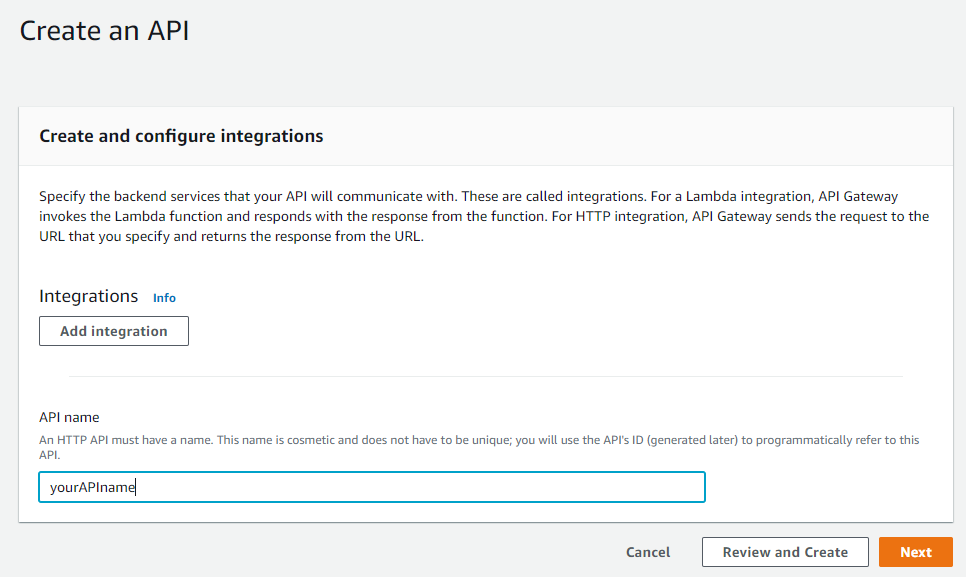 Create an API
Create and configure integrations
Specify the backend services that your API will communicate with. These are called integrations. For a Lambda integration, API Gateway
invokes the Lambda function and responds with the response from the function. For HTTP integration, API Gateway sends the request to the
URL that you specify and returns the response from the URL.
Integrations Info
Add integration
API name
An HTTP API must have a name. This name is cosmetic and does not have to be unique; you will use the API's ID (generated later) to programmatically refer to this
API.
yourAPIname
Cancel Review and Create Next